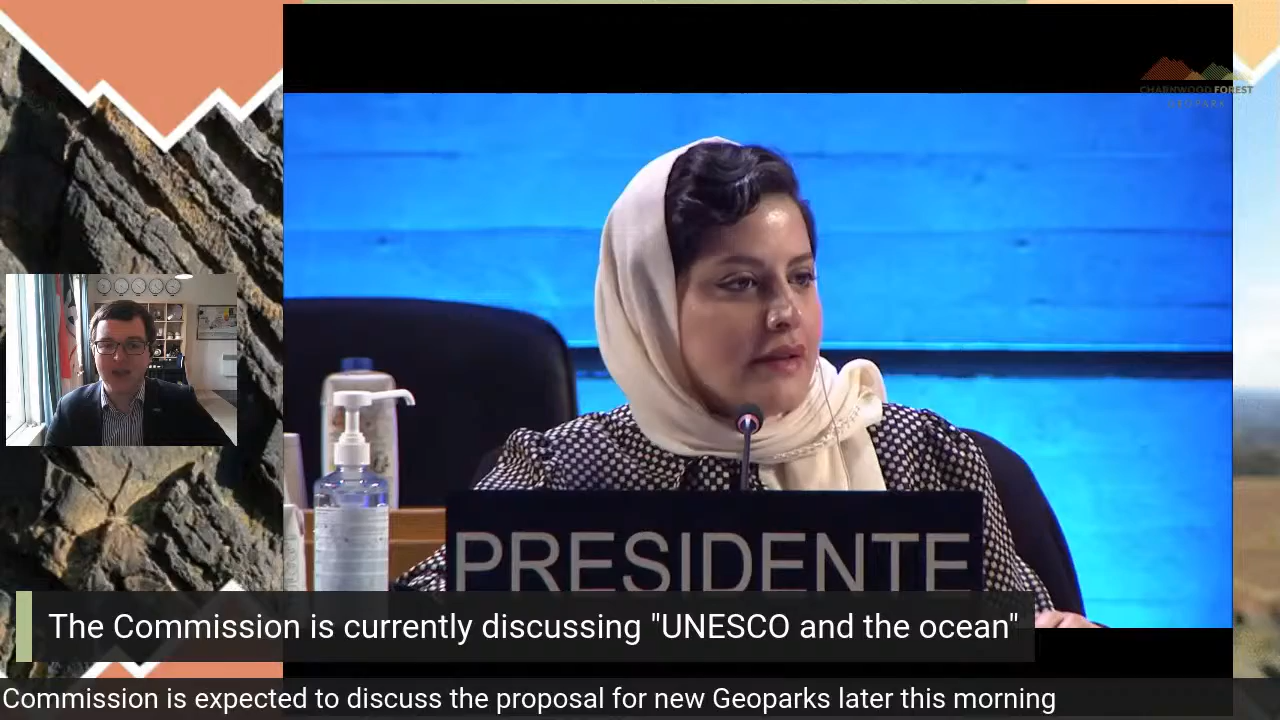 CHARNWOOD FOREST
GEOPARK
PRESIDENTE
The Commission is currently discussing "UNESCO and the ocean"
Commission is expected to discuss the proposal for new Geoparks later this morning